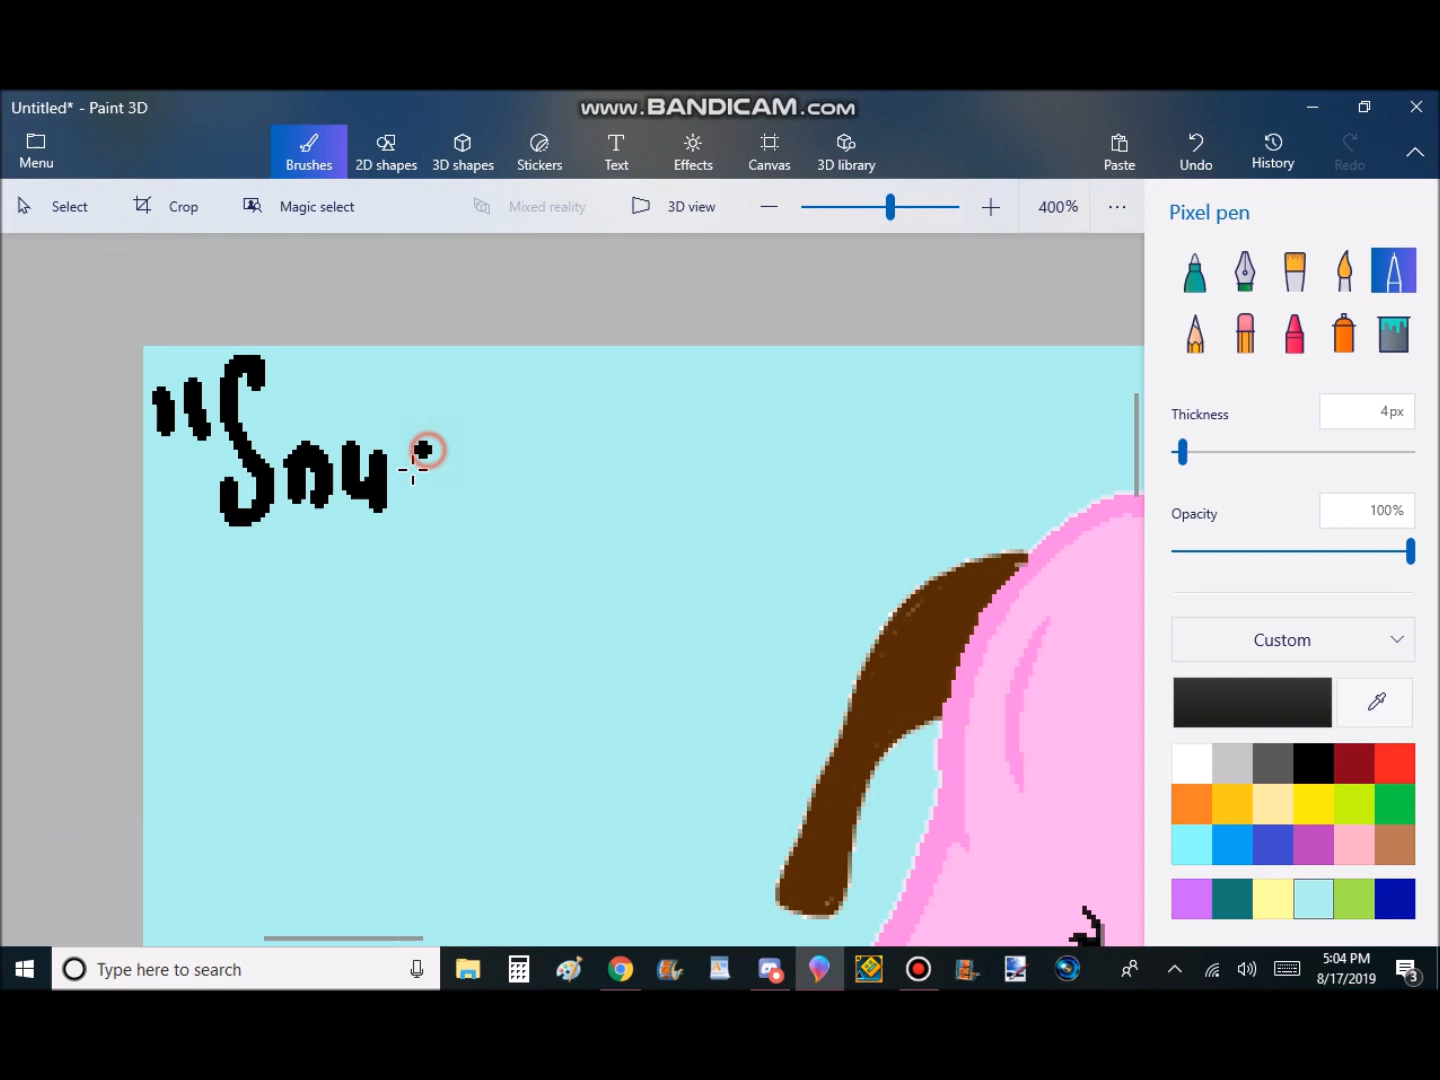 Untitled* - Paint 3D
www.BANDICAM.com
Menu
Brushes
2D shapes
3D shapes
Stickers
Text
Effects
Canvas
3D library
Paste
Undo
History
Redo
Select
Crop
Magic select
Mixed reality
3D view
400%
Pixel pen
Thickness
4px
Opacity
100%
Custom
Type here to search
5:04 PM
8/17/2019
3